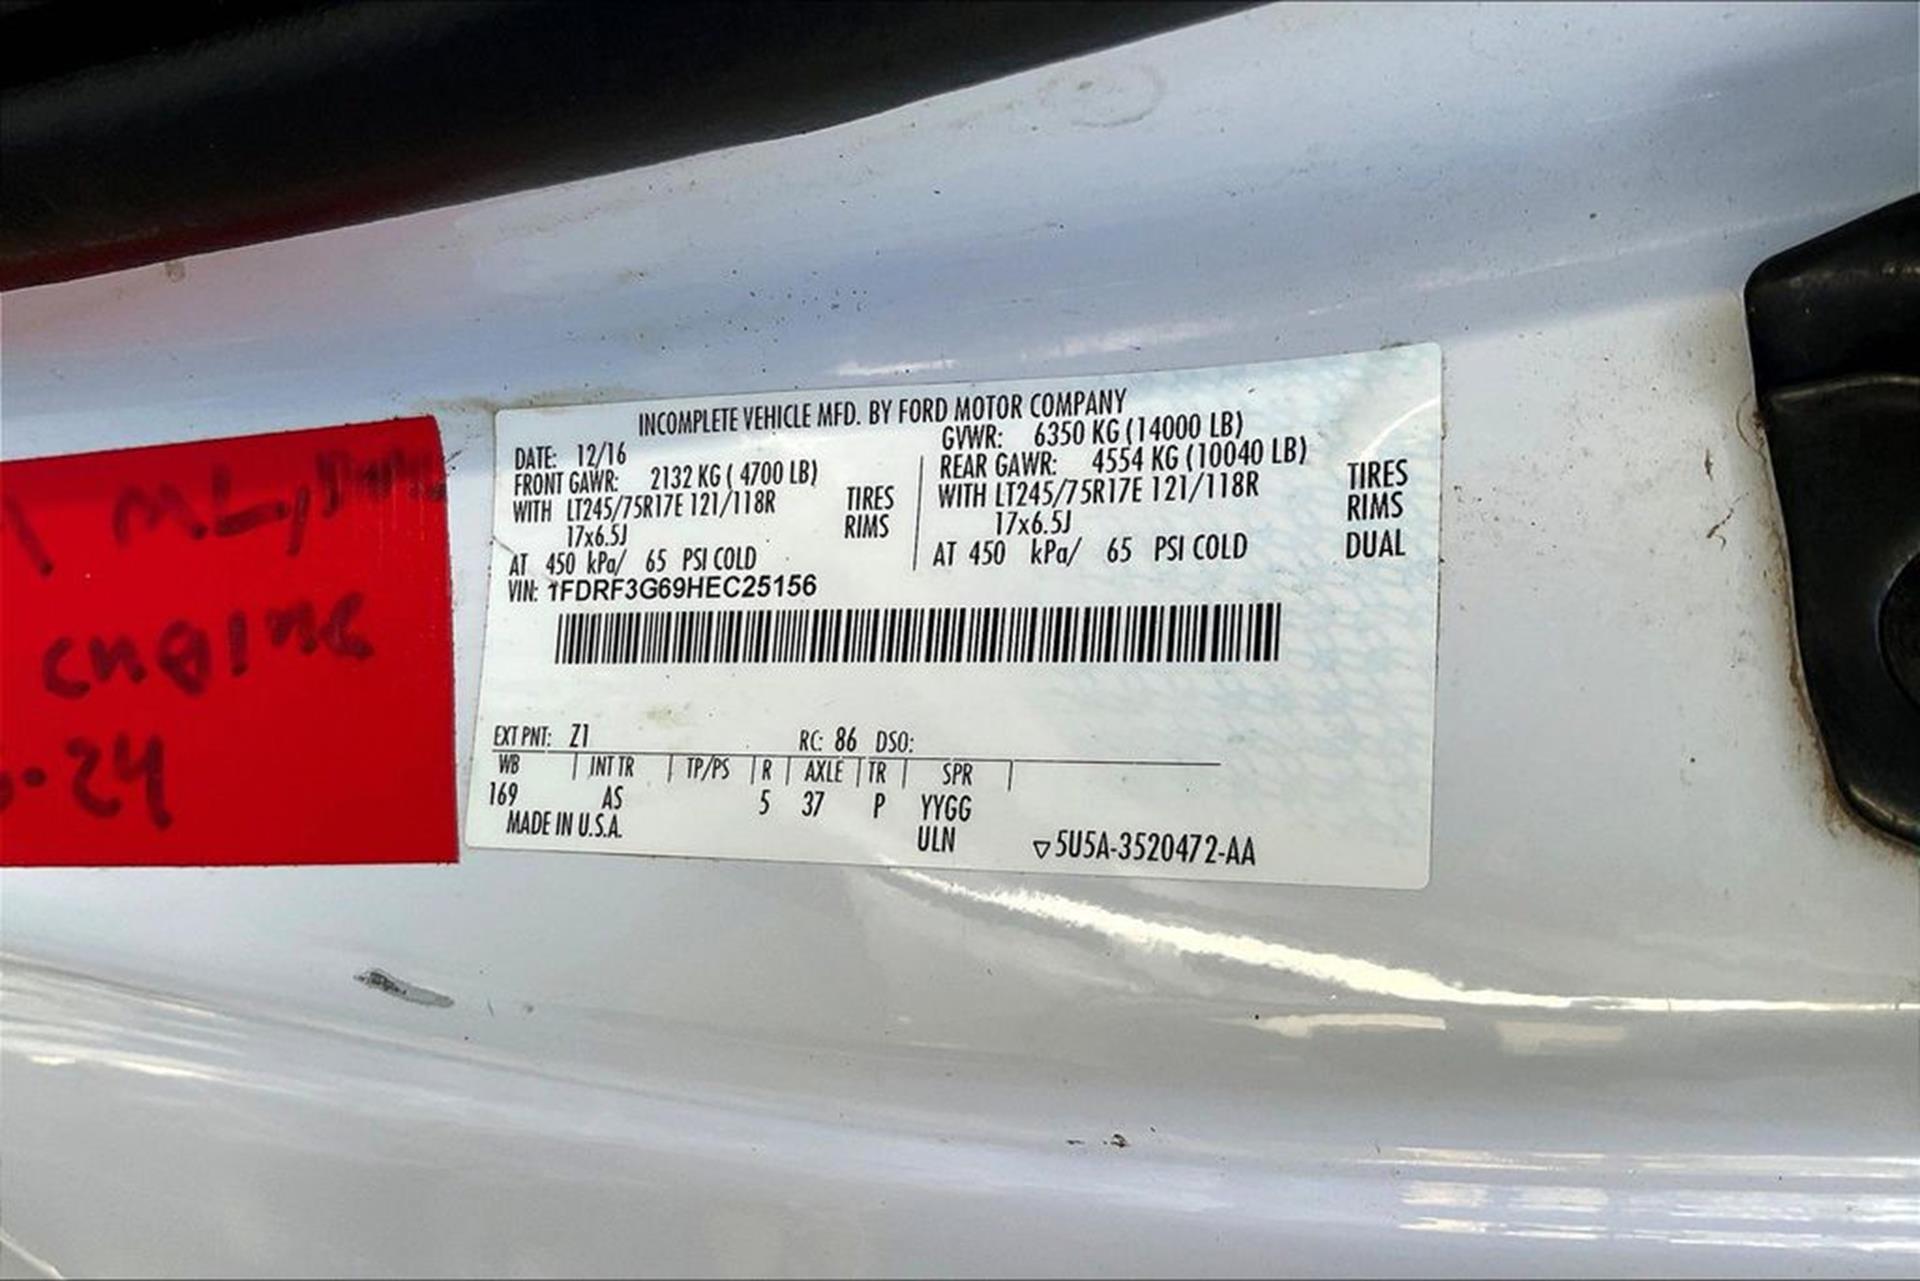 INCOMPLETE VEHICLE MFD. BY FORD MOTOR COMPANY
DATE: 12/16 GVWR: 6350 KG (14000 LB)
FRONT GAWR: 2132 KG ( 4700 LB) REAR GAWR: 4554 KG (10040 LB)
WITH LT245/75R17E 121/118R TIRES WITH LT245/75R17E 121/118R TIRES
17x6.5J RIMS 17x6.5J RIMS
AT 450 kPa/ 65 PSI COLD AT 450 kPa/ 65 PSI COLD DUAL
VIN: 1FDRF3G69HEC25156
EXT PNT: Z1 RC: 86 DSO:
WB INT TR TP/PS R AXLE TR SPR
169 AS 5 37 P YYGG
MADE IN U.S.A. ULN ▽5U5A-3520472-AA
engine
-24